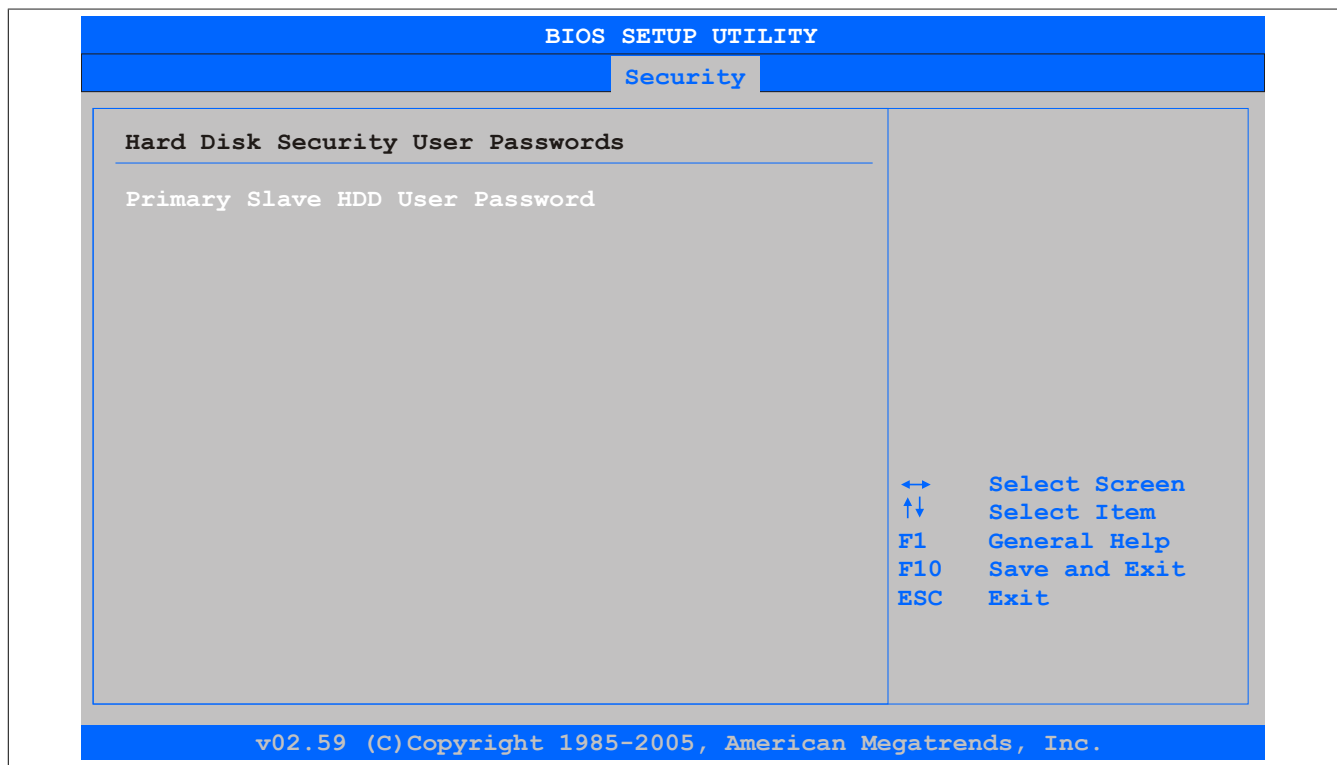 BIOS SETUP UTILITY
Security
Hard Disk Security User Passwords
Primary Slave HDD User Password
↔ Select Screen
↑↓ Select Item
F1 General Help
F10 Save and Exit
ESC Exit
v02.59 (C)Copyright 1985-2005, American Megatrends, Inc.